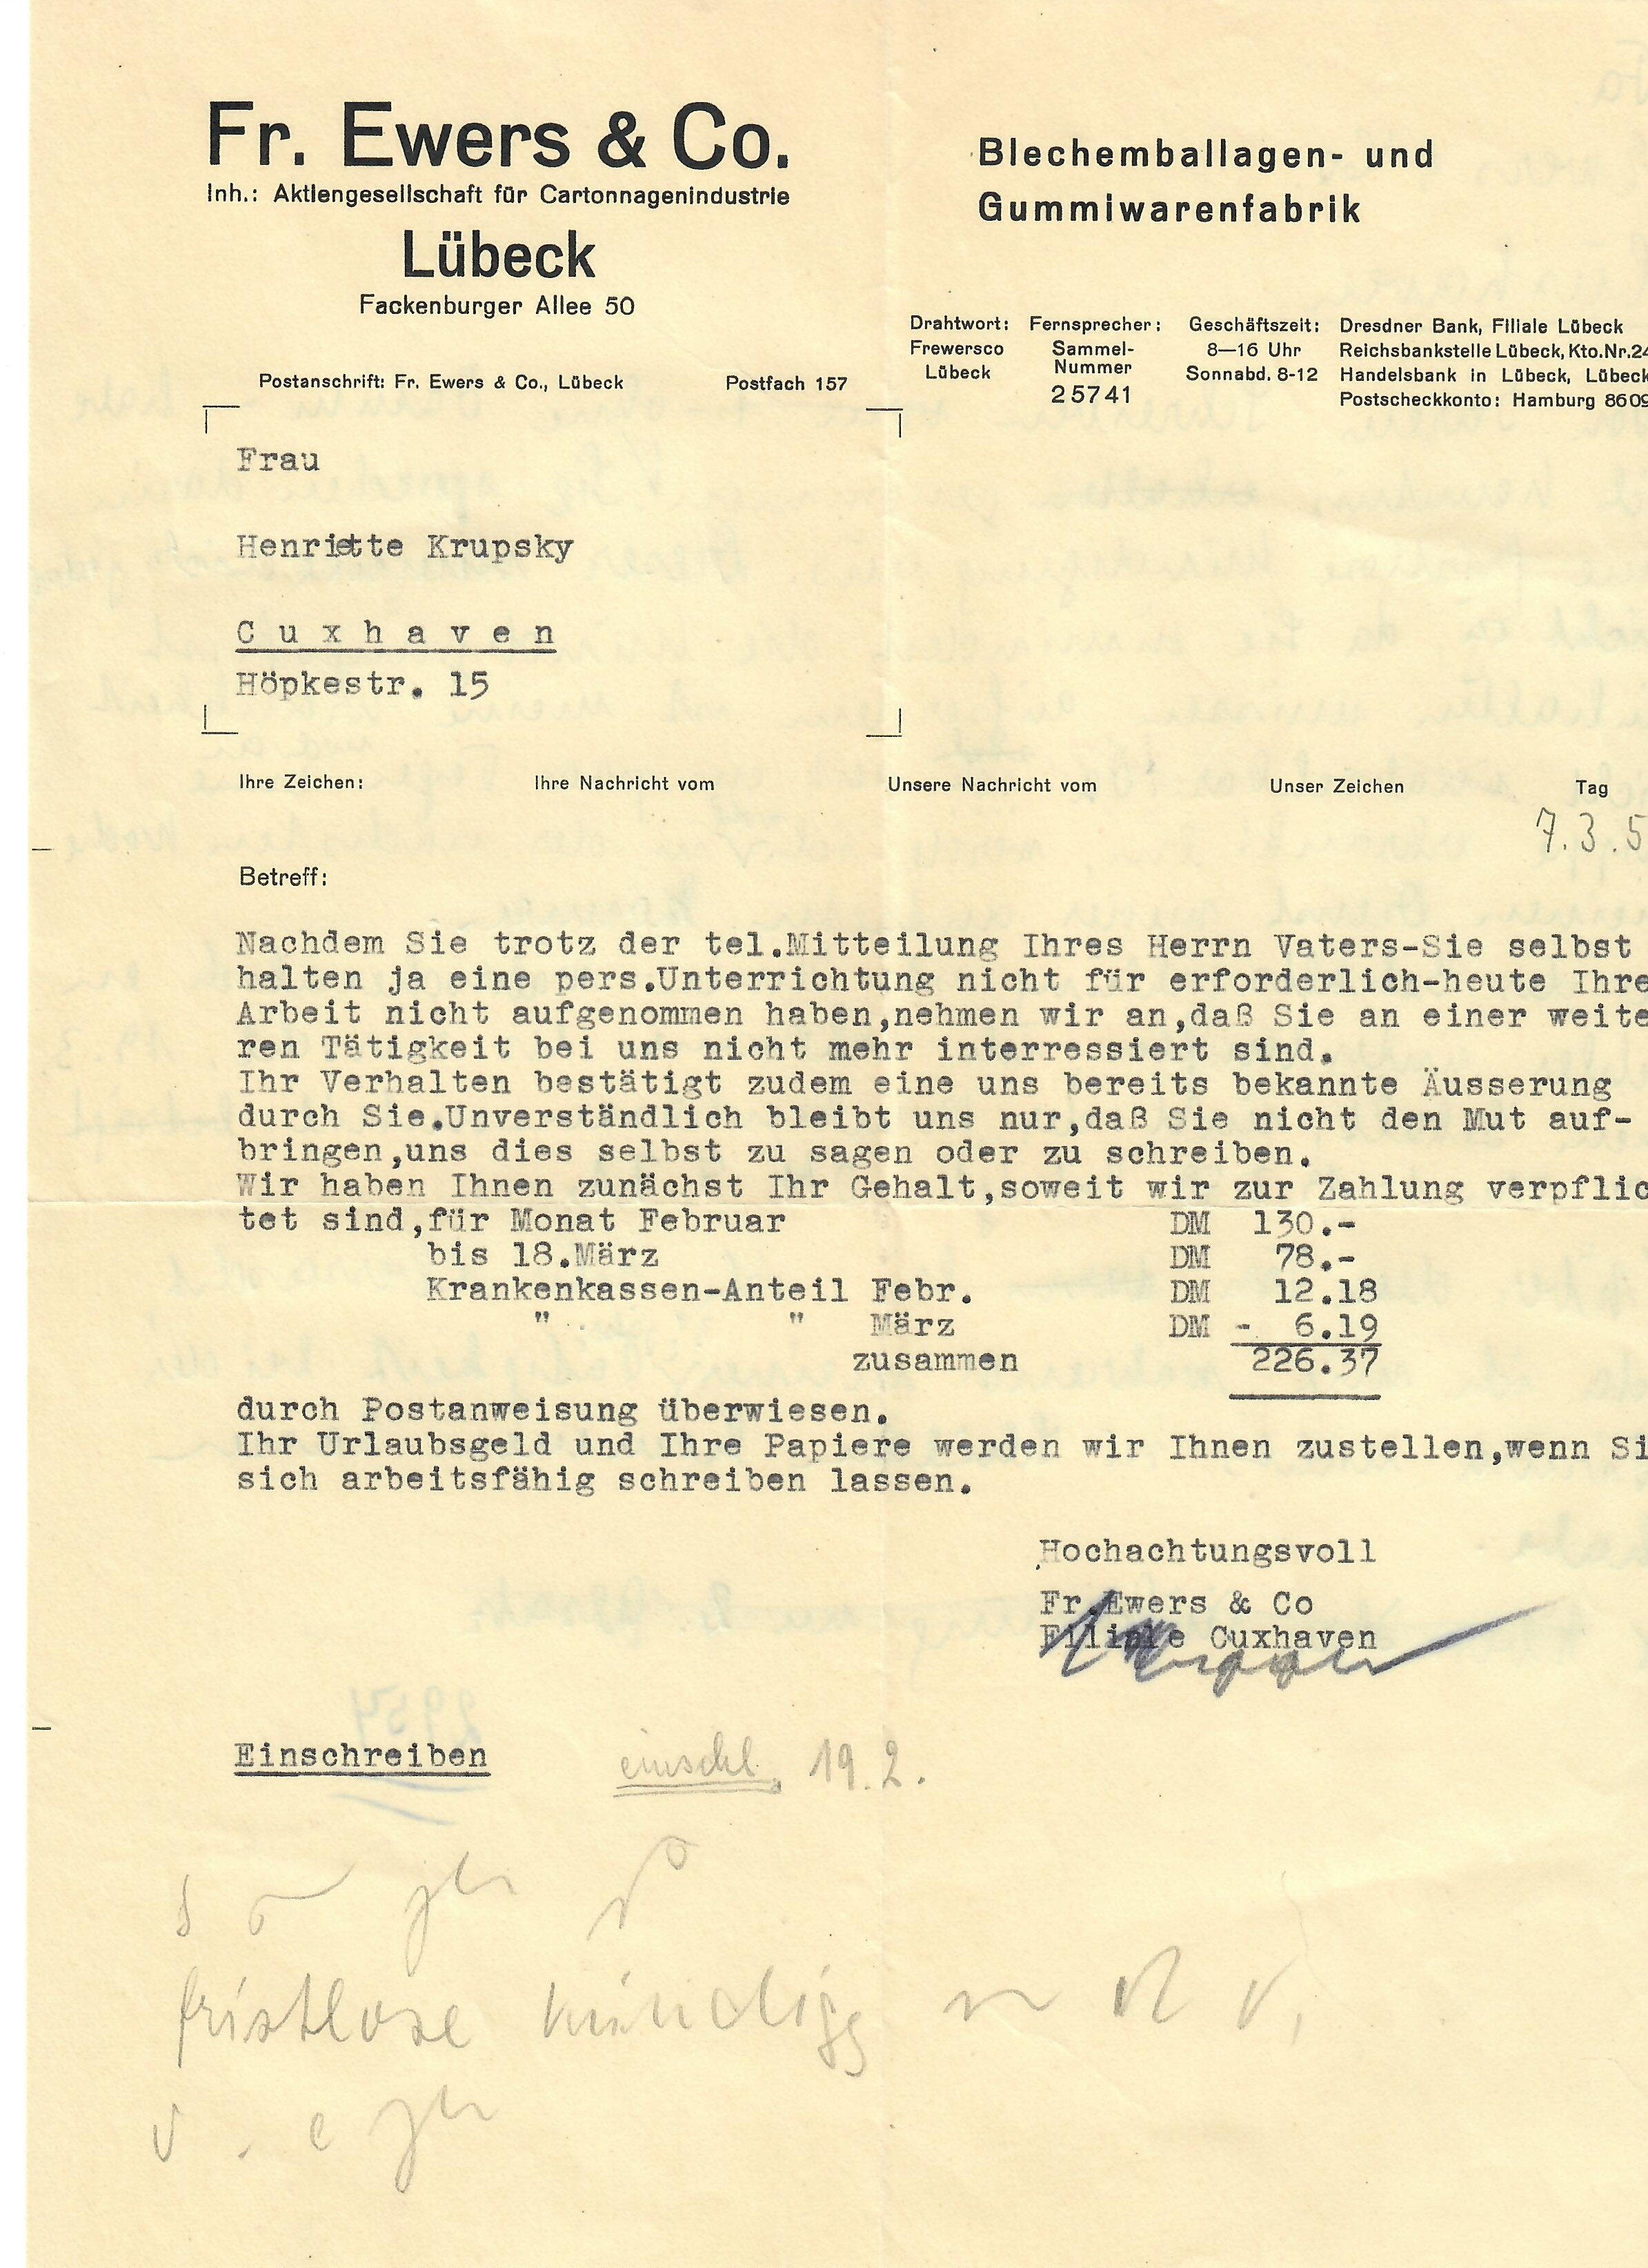 Fr. Ewers & Co.
Inh.: Aktiengesellschaft für Cartonnagenindustrie
Lübeck
Fackenburger Allee 50
Blechemballagen- und
Gummiwarenfabrik
Drahtwort: Fernsprecher: Geschäftszeit: Dresdner Bank, Filiale Lübeck
Frewersco Sammel- 8—16 Uhr Reichsbankstelle Lübeck, Kto.Nr.24
Lübeck Nummer Sonnabd. 8-12 Handelsbank in Lübeck, Lübeck
25741 Postscheckkonto: Hamburg 8609
Postanschrift: Fr. Ewers & Co., Lübeck Postfach 157
Frau
Henriette Krupsky
C u x h a v e n
Höpkestr. 15
Ihre Zeichen: Ihre Nachricht vom Unsere Nachricht vom Unser Zeichen Tag
7.3.5
Betreff:
Nachdem Sie trotz der tel.Mitteilung Ihres Herrn Vaters-Sie selbst
halten ja eine pers.Unterrichtung nicht für erforderlich-heute Ihre
Arbeit nicht aufgenommen haben,nehmen wir an,daß Sie an einer weite
ren Tätigkeit bei uns nicht mehr interressiert sind.
Ihr Verhalten bestätigt zudem eine uns bereits bekannte Äusserung
durch Sie.Unverständlich bleibt uns nur,daß Sie nicht den Mut auf-
bringen,uns dies selbst zu sagen oder zu schreiben.
Wir haben Ihnen zunächst Ihr Gehalt,soweit wir zur Zahlung verpflic
tet sind,für Monat Februar DM 130.-
bis 18.März DM 78.-
Krankenkassen-Anteil Febr. DM 12.18
" " März DM - 6.19
zusammen 226.37
durch Postanweisung überwiesen.
Ihr Urlaubsgeld und Ihre Papiere werden wir Ihnen zustellen,wenn Si
sich arbeitsfähig schreiben lassen.
Hochachtungsvoll
Fr.Ewers & Co
Filiale Cuxhaven
Einschreiben einschl. 19.2.
fristlose kündigg